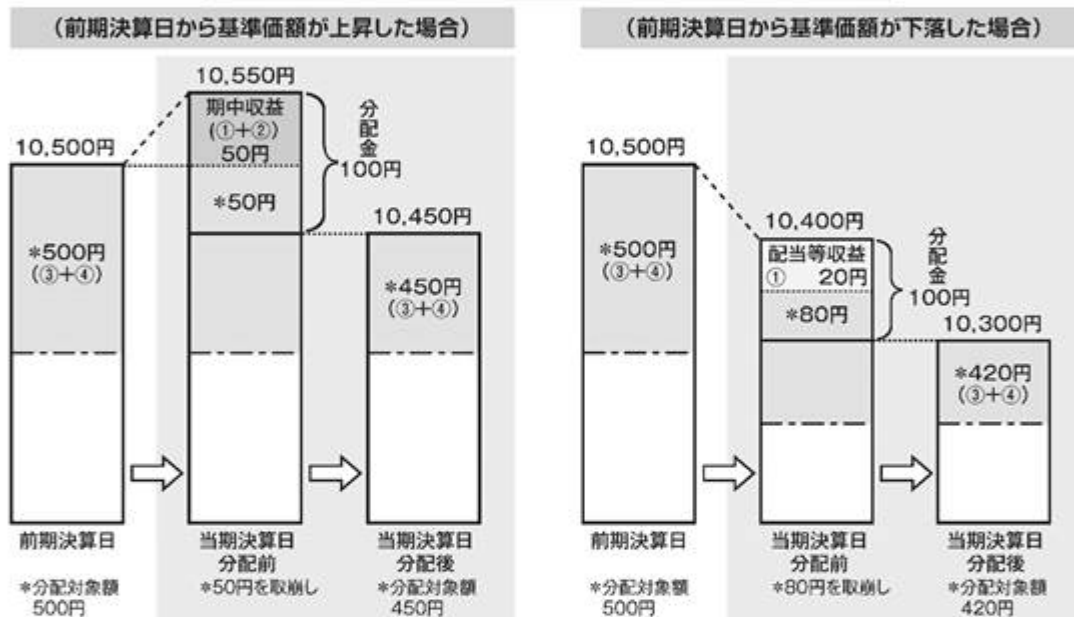 (前期決算日から基準価額が上昇した場合)
10,550円
期中収益
(①+②)
50円
*50円
分配金
100円
10,500円
*500円
(③+④)
10,450円
*450円
(③+④)
前期決算日
*分配対象額
500円
当期決算日
分配前
*50円を取崩し
当期決算日
分配後
*分配対象額
450円
(前期決算日から基準価額が下落した場合)
10,500円
*500円
(③+④)
10,400円
配当等収益
① 20円
*80円
分配金
100円
10,300円
*420円
(③+④)
前期決算日
*分配対象額
500円
当期決算日
分配前
*80円を取崩し
当期決算日
分配後
*分配対象額
420円